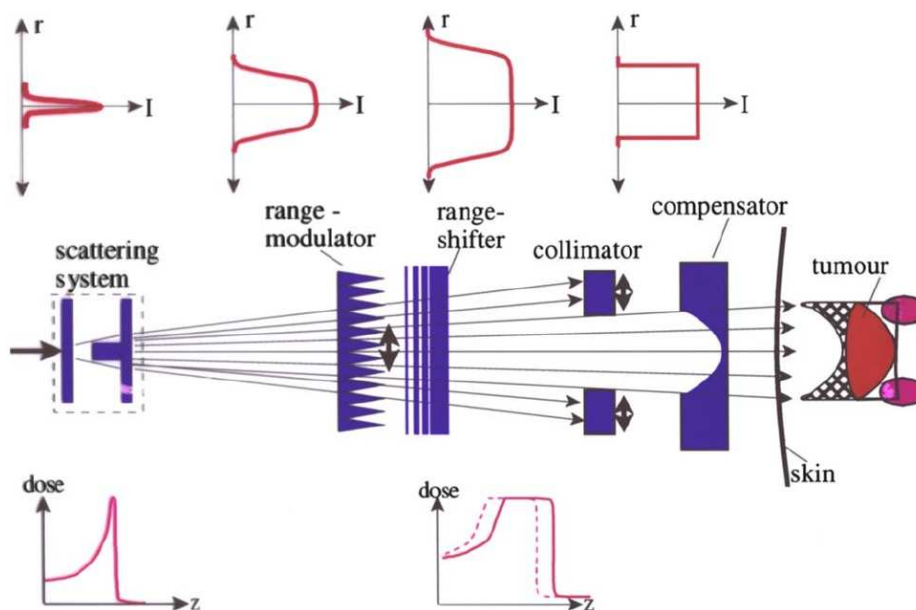 r
r
r
r
I
I
I
I
range -
modulator
range-
shifter
compensator
scattering
system
collimator
tumour
skin
dose
z
dose
z